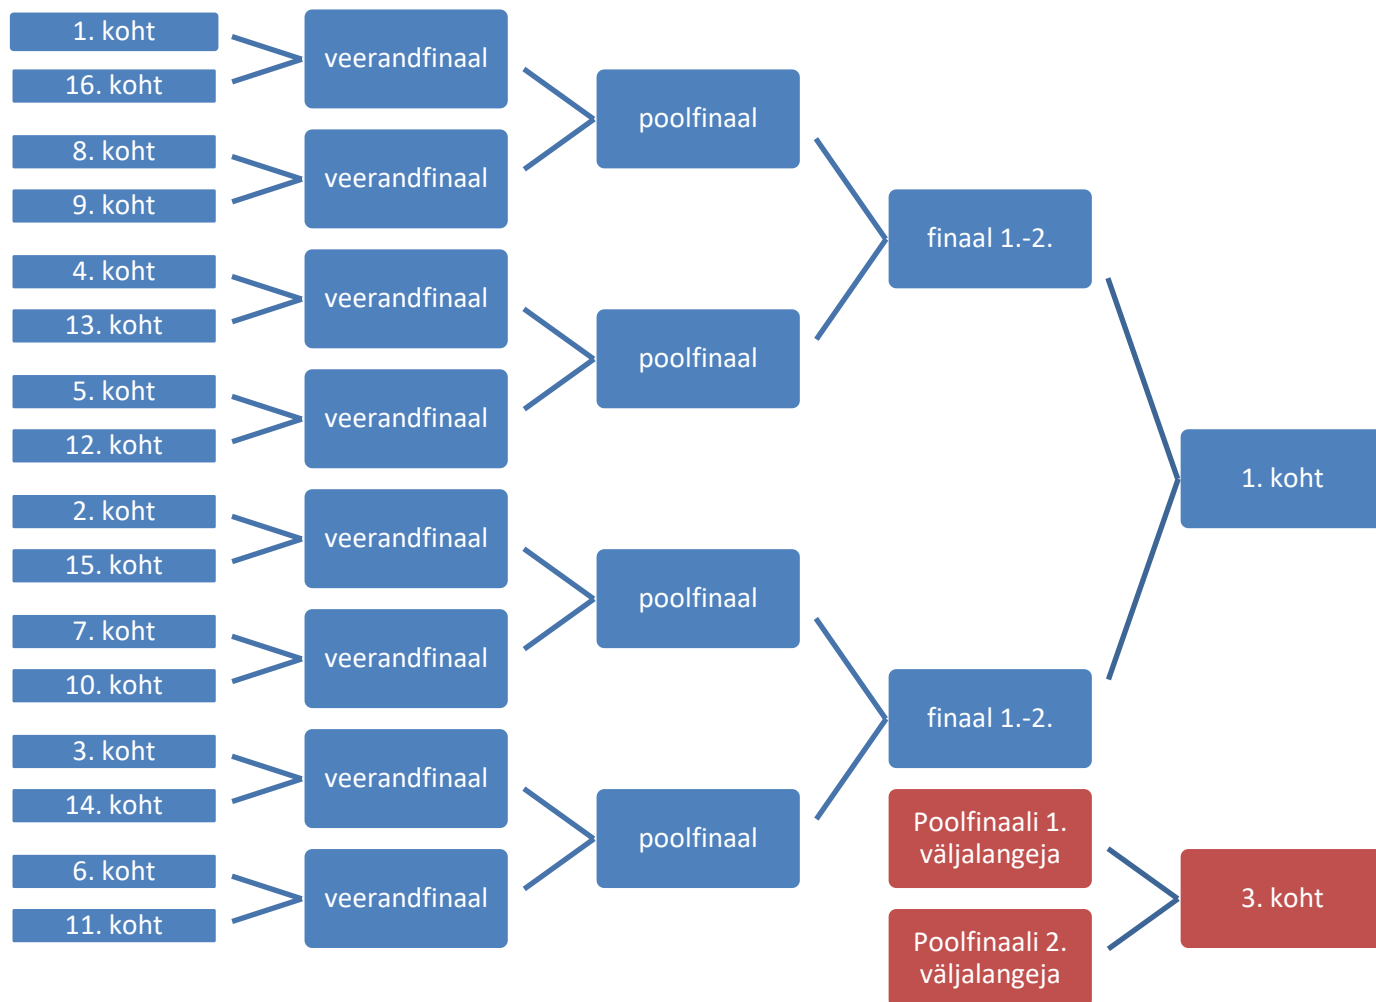 1. koht
16. koht
8. koht
9. koht
4. koht
13. koht
5. koht
12. koht
2. koht
15. koht
7. koht
10. koht
3. koht
14. koht
6. koht
11. koht
veerandfinaal
veerandfinaal
veerandfinaal
veerandfinaal
veerandfinaal
veerandfinaal
veerandfinaal
veerandfinaal
poolfinaal
poolfinaal
poolfinaal
poolfinaal
finaal 1.-2.
finaal 1.-2.
Poolfinaali 1.
väljalangeja
Poolfinaali 2.
väljalangeja
1. koht
3. koht